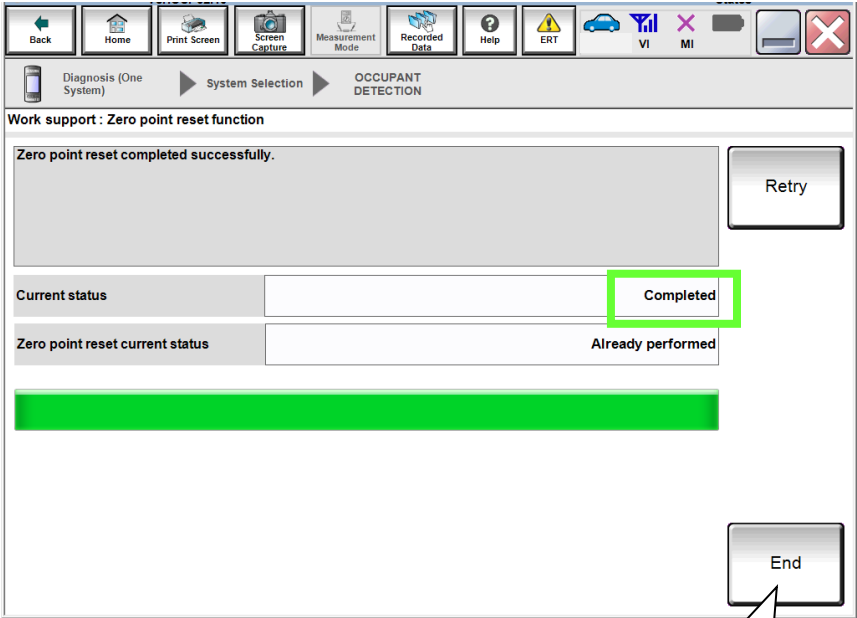 Back
Home
Print Screen
Screen
Capture
Measurement
Mode
Recorded
Data
Help
ERT
VI
MI
Diagnosis (One
System)
System Selection
OCCUPANT
DETECTION
Work support : Zero point reset function
Zero point reset completed successfully.
Retry
Current status
Completed
Zero point reset current status
Already performed
End